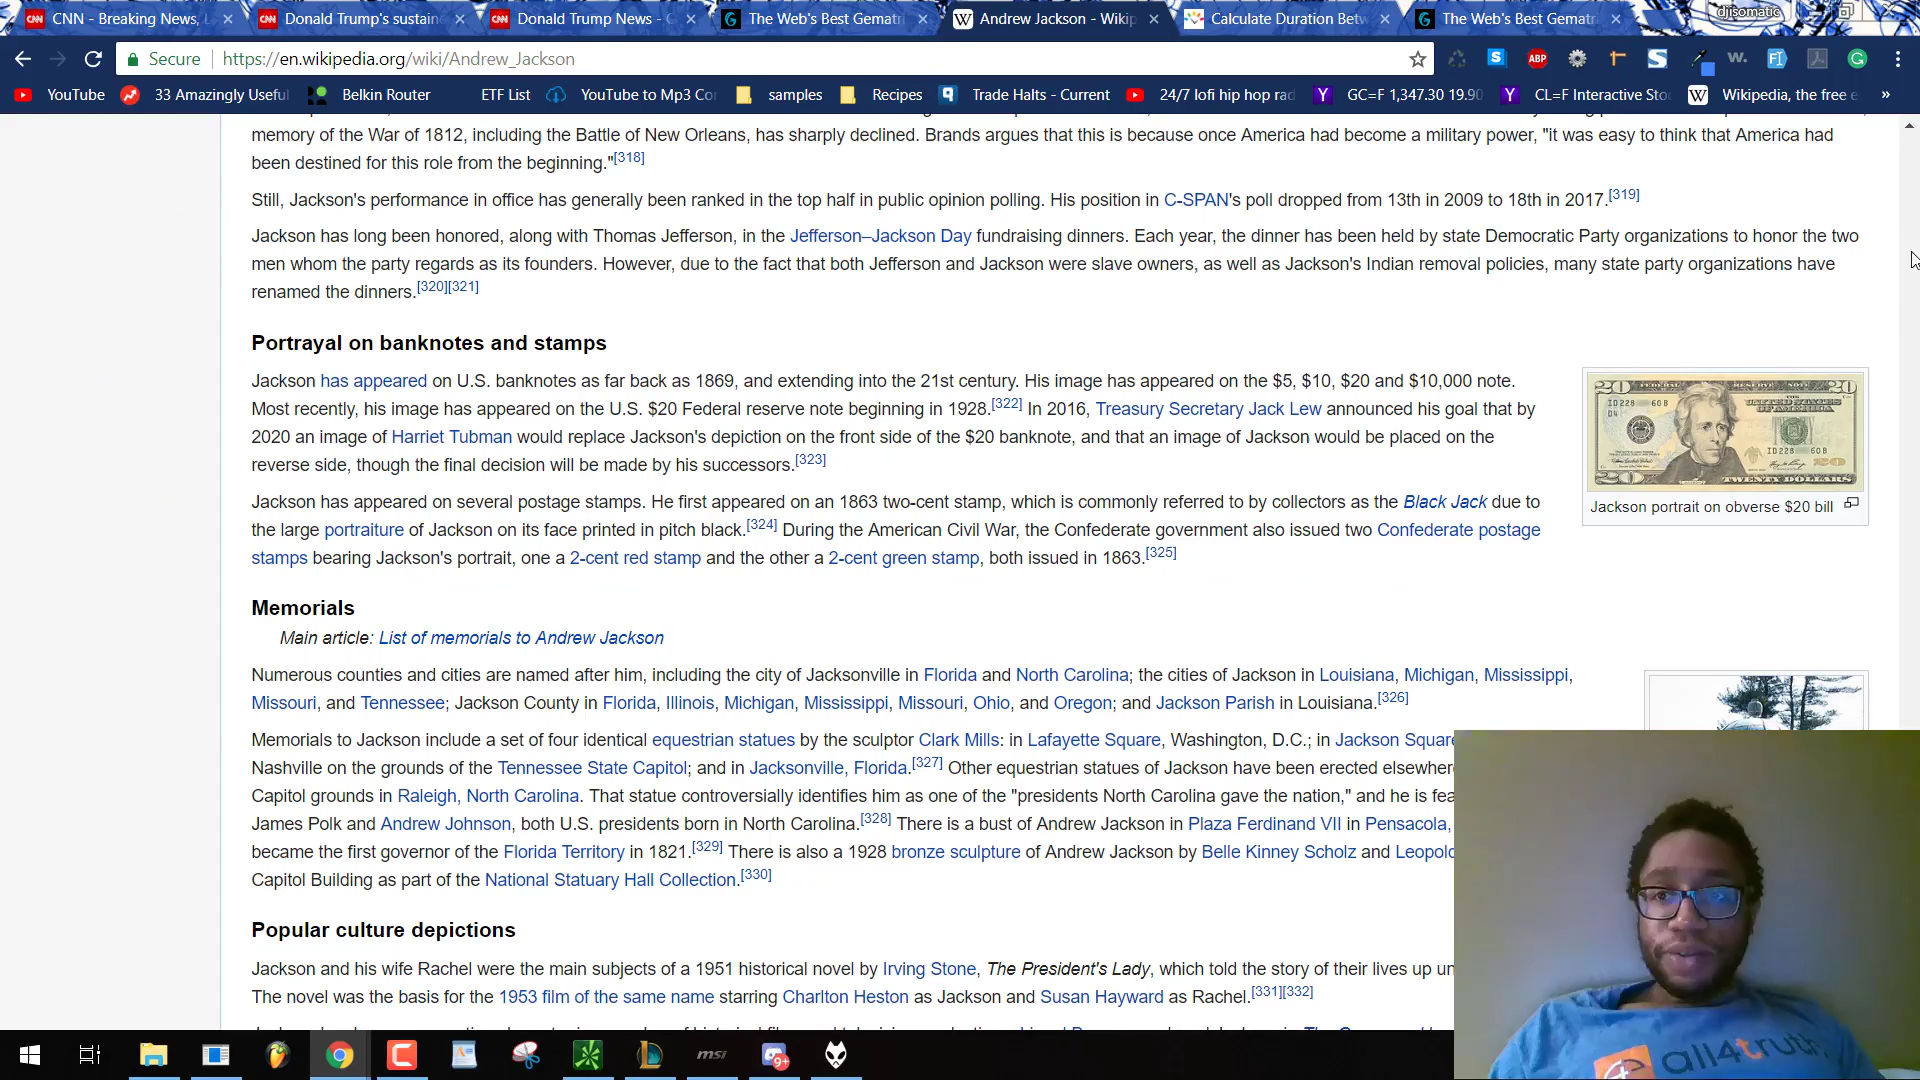 CNN - Breaking News, L
Donald Trump's sustain
Donald Trump News - C
The Web's Best Gematri
Andrew Jackson - Wikip
Calculate Duration Betw
The Web's Best Gematri
djisomatic
Secure
https://en.wikipedia.org/wiki/Andrew_Jackson
YouTube
33 Amazingly Useful
Belkin Router
ETF List
YouTube to Mp3 Cor
samples
Recipes
Trade Halts - Current
24/7 lofi hip hop rad
GC=F 1,347.30 19.90
CL=F Interactive Stoc
Wikipedia, the free e
memory of the War of 1812, including the Battle of New Orleans, has sharply declined. Brands argues that this is because once America had become a military power, "it was easy to think that America had
been destined for this role from the beginning."[318]
Still, Jackson's performance in office has generally been ranked in the top half in public opinion polling. His position in C-SPAN's poll dropped from 13th in 2009 to 18th in 2017.[319]
Jackson has long been honored, along with Thomas Jefferson, in the Jefferson–Jackson Day fundraising dinners. Each year, the dinner has been held by state Democratic Party organizations to honor the two
men whom the party regards as its founders. However, due to the fact that both Jefferson and Jackson were slave owners, as well as Jackson's Indian removal policies, many state party organizations have
renamed the dinners.[320][321]
Portrayal on banknotes and stamps
Jackson has appeared on U.S. banknotes as far back as 1869, and extending into the 21st century. His image has appeared on the $5, $10, $20 and $10,000 note.
Most recently, his image has appeared on the U.S. $20 Federal reserve note beginning in 1928.[322] In 2016, Treasury Secretary Jack Lew announced his goal that by
2020 an image of Harriet Tubman would replace Jackson's depiction on the front side of the $20 banknote, and that an image of Jackson would be placed on the
reverse side, though the final decision will be made by his successors.[323]
Jackson portrait on obverse $20 bill
Jackson has appeared on several postage stamps. He first appeared on an 1863 two-cent stamp, which is commonly referred to by collectors as the Black Jack due to
the large portraiture of Jackson on its face printed in pitch black.[324] During the American Civil War, the Confederate government also issued two Confederate postage
stamps bearing Jackson's portrait, one a 2-cent red stamp and the other a 2-cent green stamp, both issued in 1863.[325]
Memorials
Main article: List of memorials to Andrew Jackson
Numerous counties and cities are named after him, including the city of Jacksonville in Florida and North Carolina; the cities of Jackson in Louisiana, Michigan, Mississippi,
Missouri, and Tennessee; Jackson County in Florida, Illinois, Michigan, Mississippi, Missouri, Ohio, and Oregon; and Jackson Parish in Louisiana.[326]
Memorials to Jackson include a set of four identical equestrian statues by the sculptor Clark Mills: in Lafayette Square, Washington, D.C.; in Jackson Square
Nashville on the grounds of the Tennessee State Capitol; and in Jacksonville, Florida.[327] Other equestrian statues of Jackson have been erected elsewhere
Capitol grounds in Raleigh, North Carolina. That statue controversially identifies him as one of the "presidents North Carolina gave the nation," and he is fea
James Polk and Andrew Johnson, both U.S. presidents born in North Carolina.[328] There is a bust of Andrew Jackson in Plaza Ferdinand VII in Pensacola,
became the first governor of the Florida Territory in 1821.[329] There is also a 1928 bronze sculpture of Andrew Jackson by Belle Kinney Scholz and Leopold
Capitol Building as part of the National Statuary Hall Collection.[330]
Popular culture depictions
Jackson and his wife Rachel were the main subjects of a 1951 historical novel by Irving Stone, The President's Lady, which told the story of their lives up un
The novel was the basis for the 1953 film of the same name starring Charlton Heston as Jackson and Susan Hayward as Rachel.[331][332]
all4truth
msi
9+